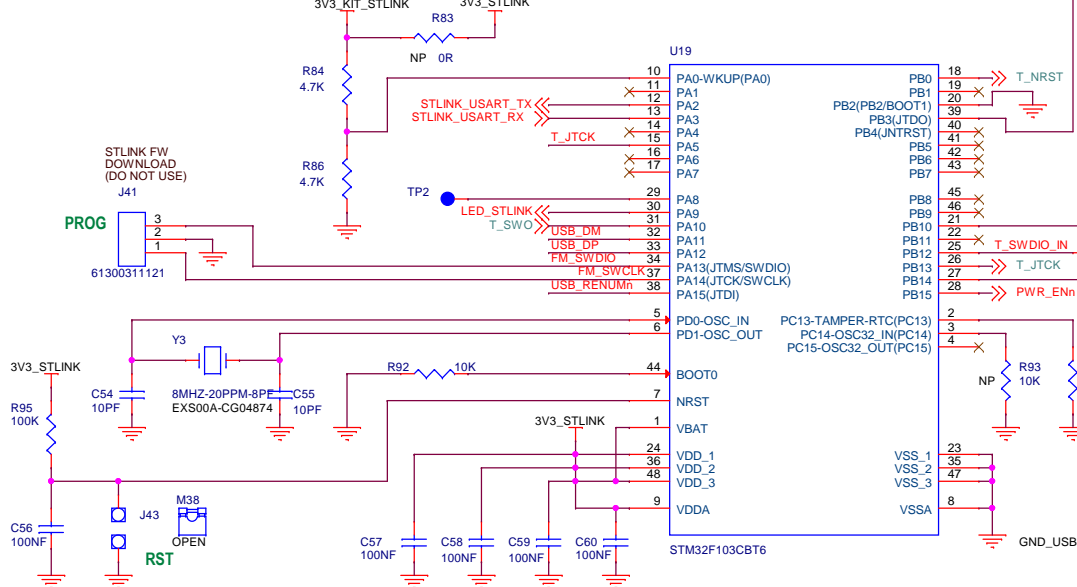 3V3_KIT_STLINK
3V3_STLINK
R83
NP 0R
R84
4.7K
R86
4.7K
STLINK FW
DOWNLOAD
(DO NOT USE)
J41
PROG
3
2
1
61300311121
STLINK_USART_TX
STLINK_USART_RX
T_JTCK
TP2
LED_STLINK
T_SWO
USB_DM
USB_DP
FM_SWDIO
FM_SWCLK
USB_RENUMn
U19
10 PA0-WKUP(PA0)
11 PA1
12 PA2
13 PA3
14 PA4
15 PA5
16 PA6
17 PA7
29 PA8
30 PA9
31 PA10
32 PA11
33 PA12
34 PA13(JTMS/SWDIO)
37 PA14(JTCK/SWCLK)
38 PA15(JTDI)
5 PD0-OSC_IN
6 PD1-OSC_OUT
44 BOOT0
7 NRST
1 VBAT
24 VDD_1
36 VDD_2
48 VDD_3
9 VDDA
PB0 18 T_NRST
PB1 19
PB2(PB2/BOOT1) 20
PB3(JTDO) 39
PB4(JNTRST) 40
PB5 41
PB6 42
PB7 43
PB8 45
PB9 46
PB10 21
PB11 22
PB12 25 T_SWDIO_IN
PB13 26 T_JTCK
PB14 27
PB15 28 PWR_ENn
PC13-TAMPER-RTC(PC13) 2
PC14-OSC32_IN(PC14) 3
PC15-OSC32_OUT(PC15) 4
VSS_1 23
VSS_2 35
VSS_3 47
VSSA 8
STM32F103CBT6
GND_USB
R93
NP 10K
Y3
8MHZ-20PPM-8PF
EXS00A-CG04874
C54
10PF
C55
10PF
R92 10K
3V3_STLINK
R95
100K
C56
100NF
J43
RST
M38
OPEN
3V3_STLINK
C57
100NF
C58
100NF
C59
100NF
C60
100NF